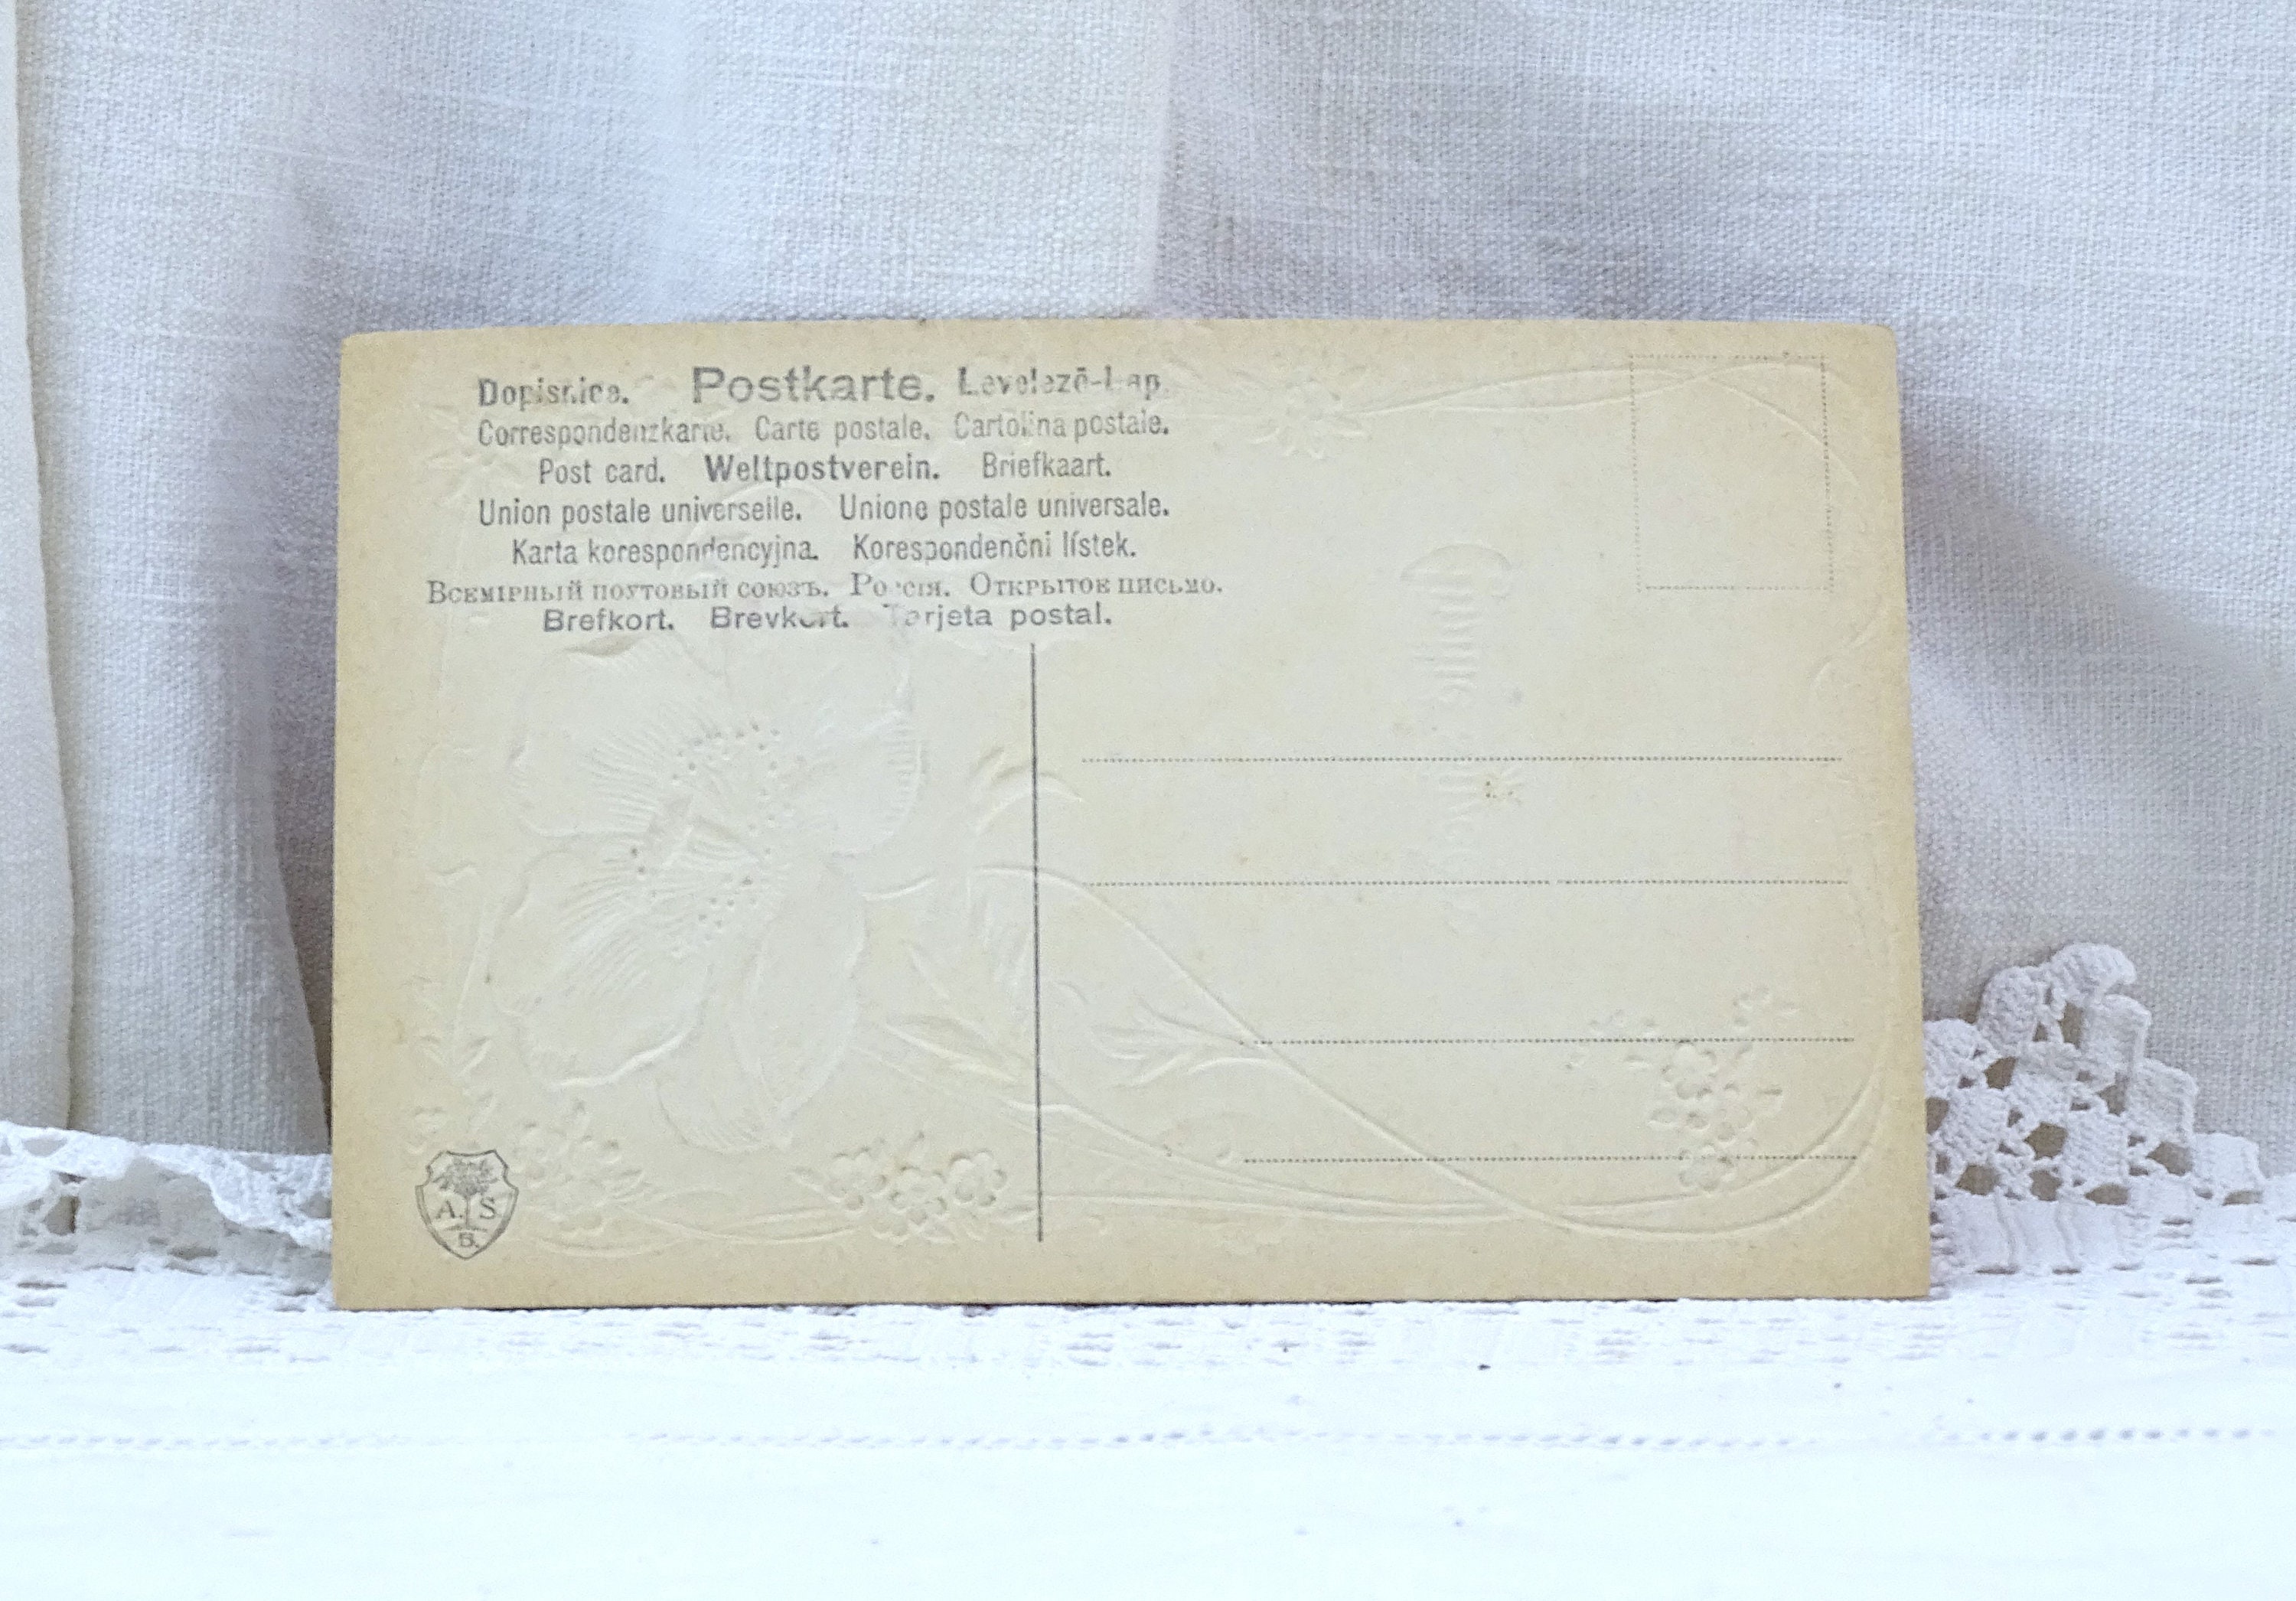 Dopisnica. Postkarte. Levelező-Lap.
Correspondenzkarte. Carte postale. Cartolina postale.
Post card. Weltpostverein. Briefkaart.
Union postale universelle. Unione postale universale.
Karta korespondencyjna. Korespondenčni lístek.
Всемірный почтовый союзъ. Россія. Открытое письмо.
Brefkort. Brevkort. Tarjeta postal.
A. S.
B.